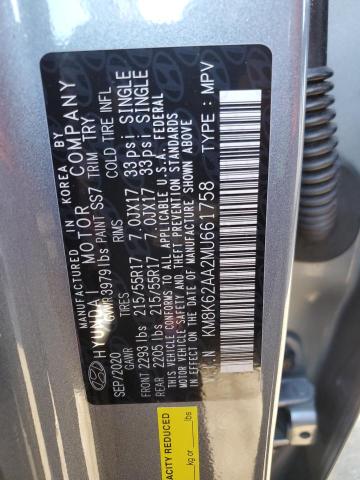 MANUFACTURED IN KOREA BY
HYUNDAI MOTOR COMPANY
SEP/2020 GVWR 3979lbs PAINT SS7 TRIM TRY
GAWR TIRES RIMS COLD TIRE INFL
FRONT 2293 lbs 215/55R17 7.0JX17 33psi SINGLE
REAR 2205 lbs 215/55R17 7.0JX17 33psi SINGLE
THIS VEHICLE CONFORMS TO ALL APPLICABLE U.S.A. FEDERAL
MOTOR VEHICLE SAFETY AND THEFT PREVENTION STANDARDS
IN EFFECT ON THE DATE OF MANUFACTURE SHOWN ABOVE.
V.I.N : KM8K62AA2MU661758 TYPE : MPV
ACITY REDUCED
kg or lbs